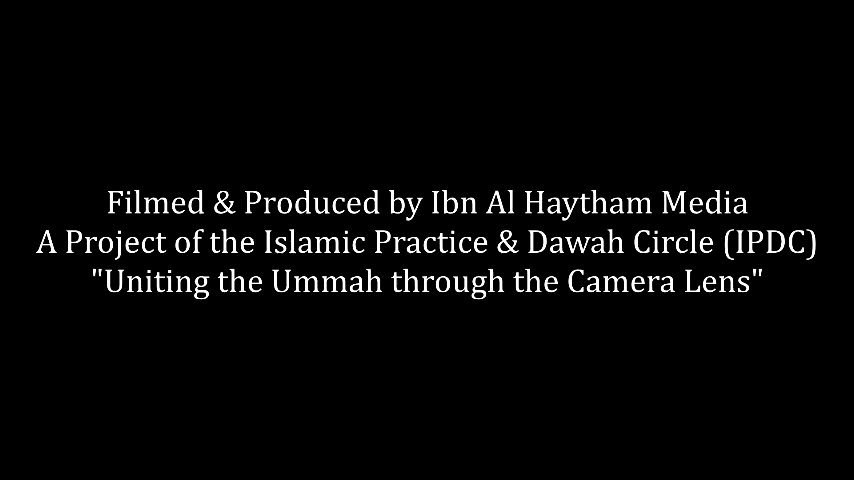 Filmed & Produced by Ibn Al Haytham Media
A Project of the Islamic Practice & Dawah Circle (IPDC)
"Uniting the Ummah through the Camera Lens"